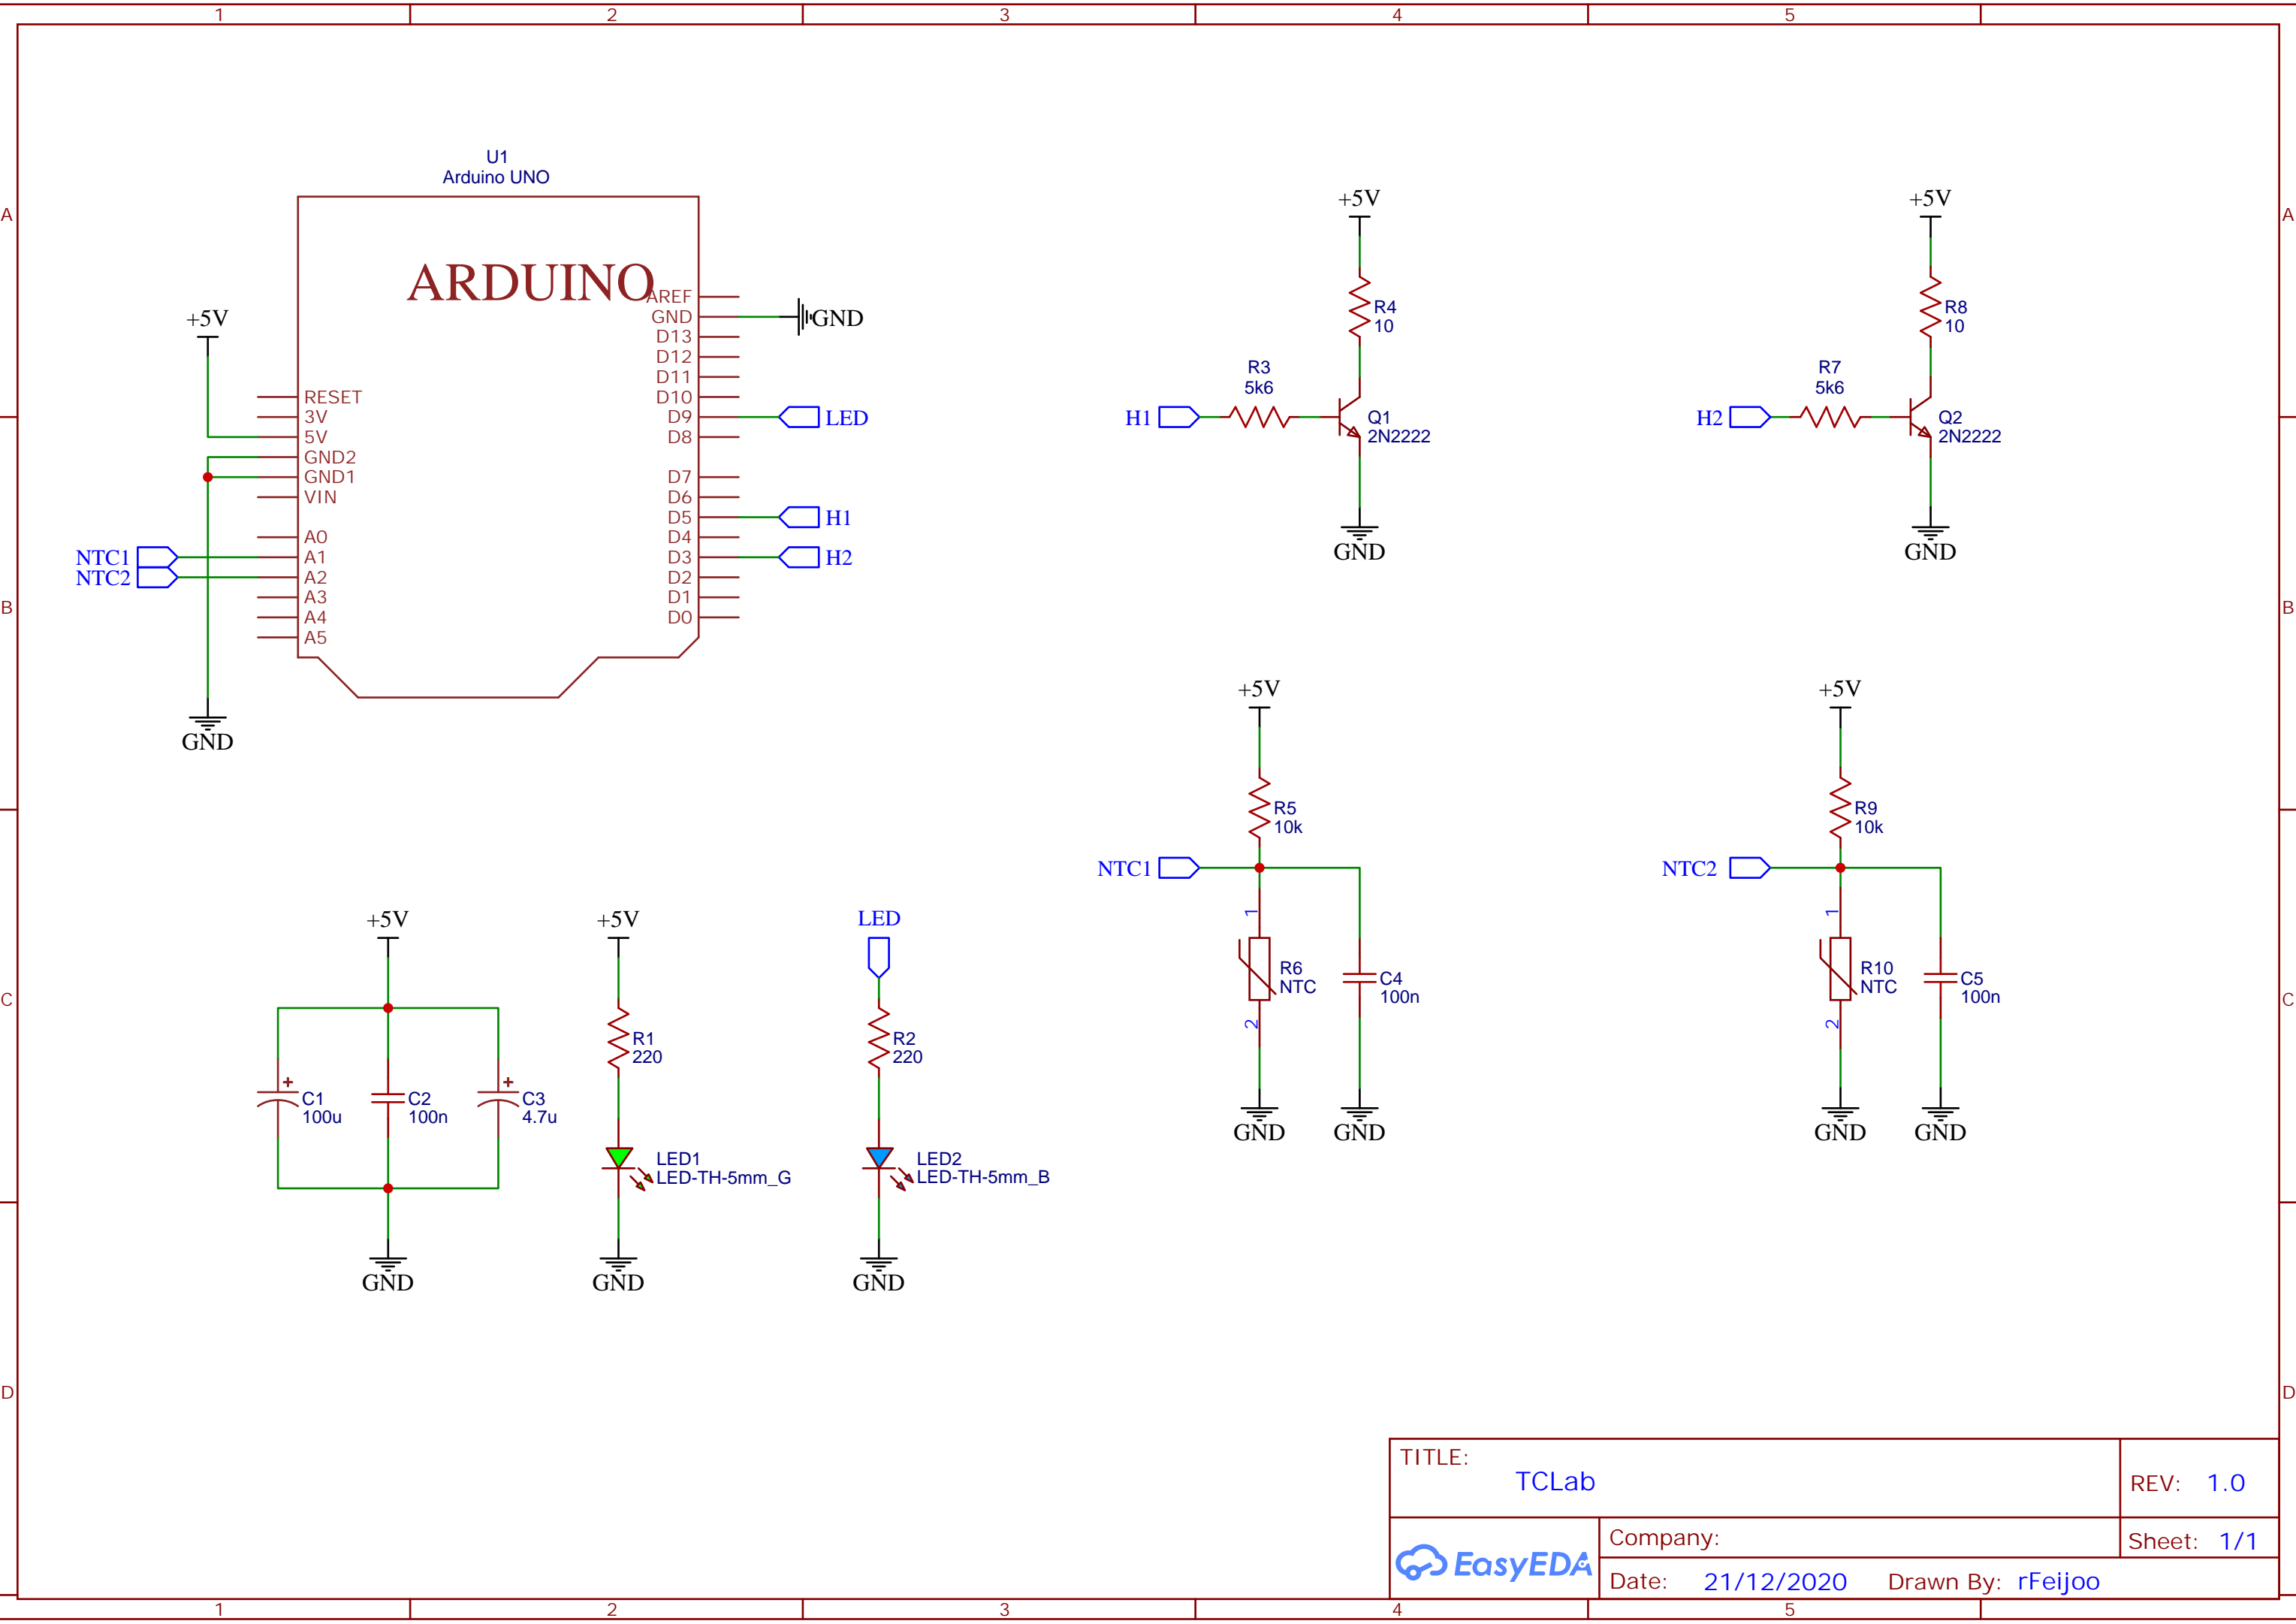 1 2 3 4 5
A
B
C
D
A
B
C
D
U1
Arduino UNO
ARDUINO
+5V
RESET
3V
5V
GND2
GND1
VIN
A0
A1
A2
A3
A4
A5
NTC1
NTC2
GND
AREF
GND
D13
D12
D11
D10
D9
D8
D7
D6
D5
D4
D3
D2
D1
D0
GND
LED
H1
H2
+5V
R4
10
R3
5k6
H1
Q1
2N2222
GND
+5V
R8
10
R7
5k6
H2
Q2
2N2222
GND
+5V
R5
10k
NTC1
1
R6
NTC
2
C4
100n
GND
GND
+5V
R9
10k
NTC2
1
R10
NTC
2
C5
100n
GND
GND
+5V
+
C1
100u
C2
100n
+
C3
4.7u
GND
+5V
R1
220
LED1
LED-TH-5mm_G
GND
LED
R2
220
LED2
LED-TH-5mm_B
GND
TITLE:
TCLab
REV: 1.0
EasyEDA
Company:
Sheet: 1/1
Date: 21/12/2020 Drawn By: rFeijoo
1 2 3 4 5